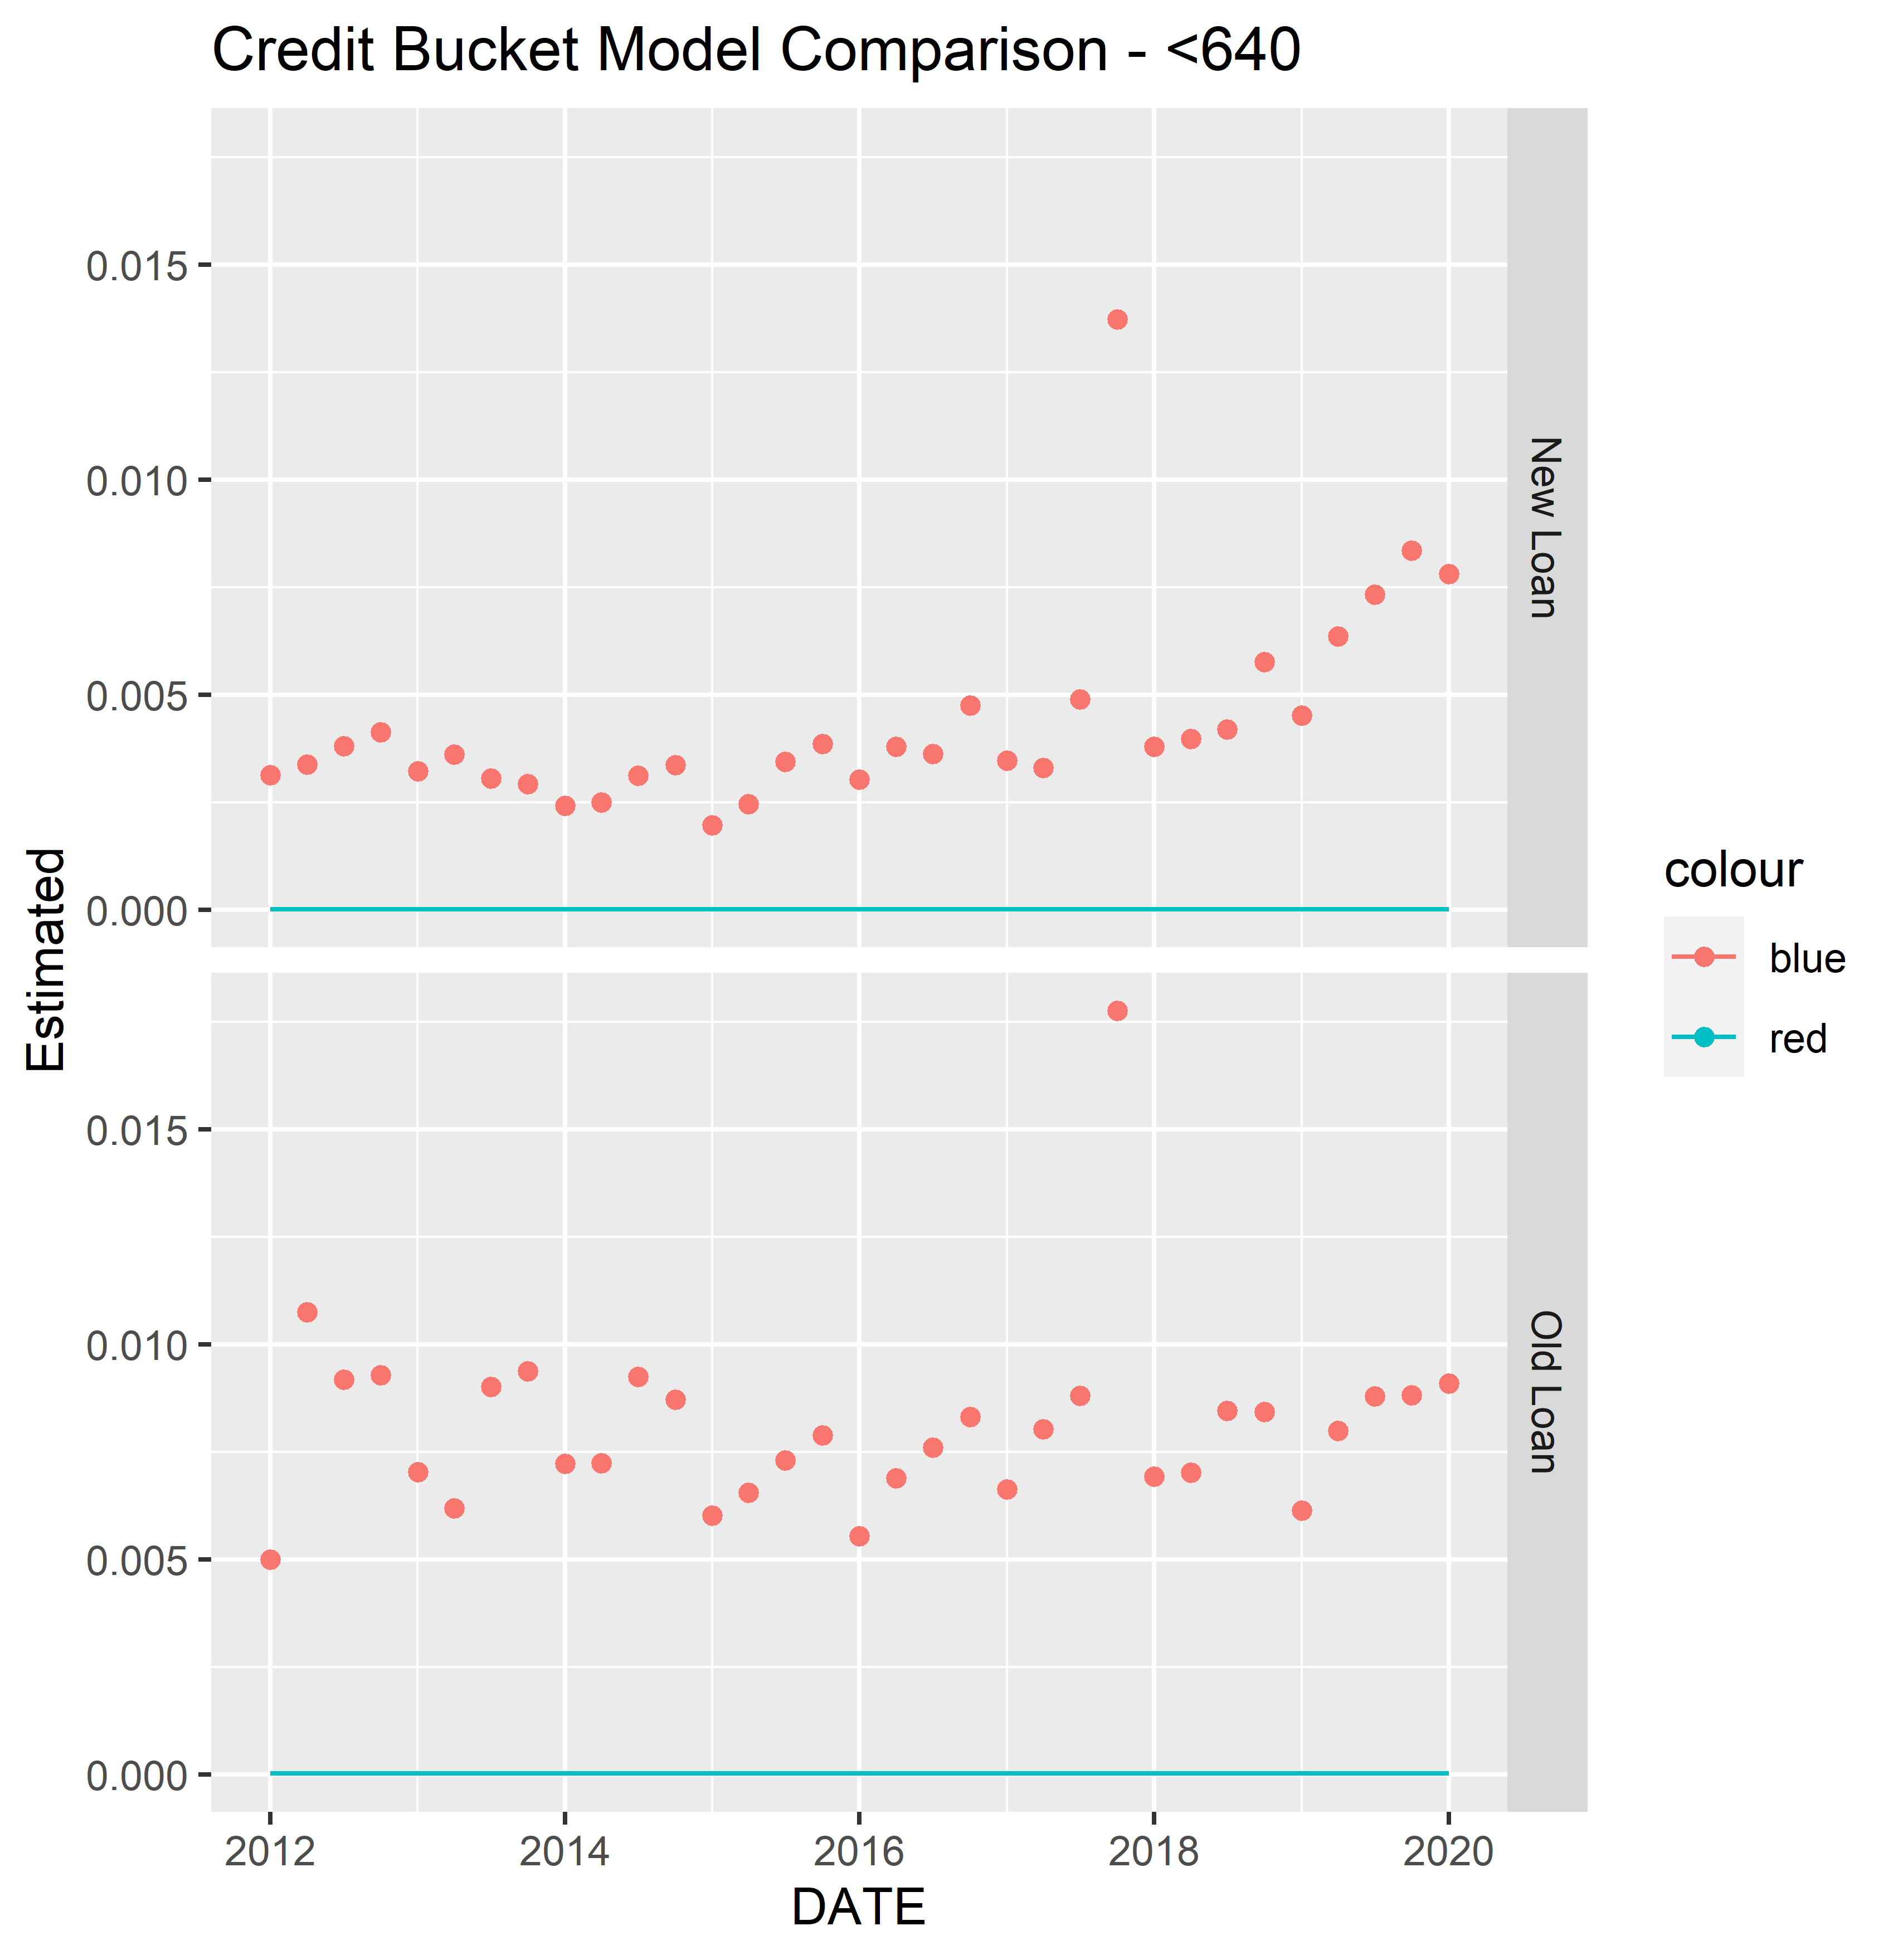 Credit Bucket Model Comparison - <640
0.015
0.010
0.005
0.000
New Loan
Estimated
0.015
0.010
0.005
0.000
Old Loan
2012
2014
2016
2018
2020
DATE
colour
blue
red